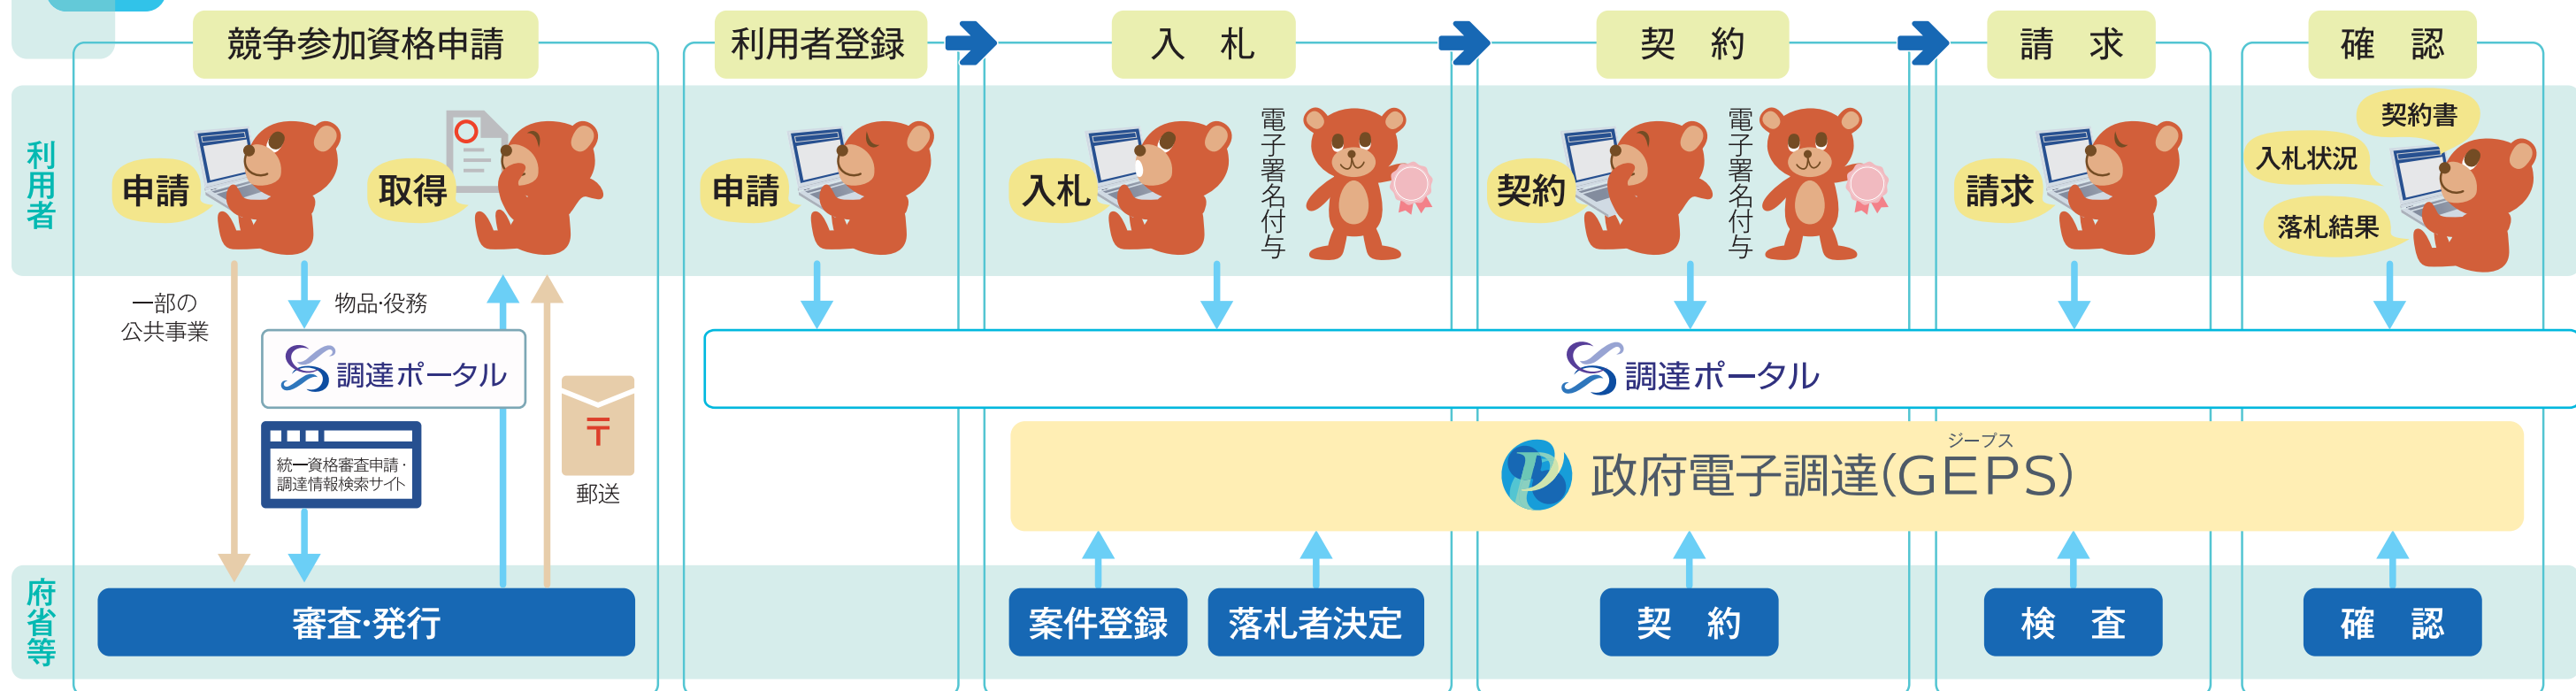 競争参加資格申請
利用者登録
入 札
契 約
請 求
確 認
利用者
申請
取得
申請
入札
電子署名付与
契約
電子署名付与
請求
契約書
入札状況
落札結果
一部の
公共事業
物品・役務
調達ポータル
統一資格審査申請・
調達情報検索サイト
〒
郵送
調達ポータル
ジープス
政府電子調達(GEPS)
府省等
審査・発行
案件登録
落札者決定
契 約
検 査
確 認